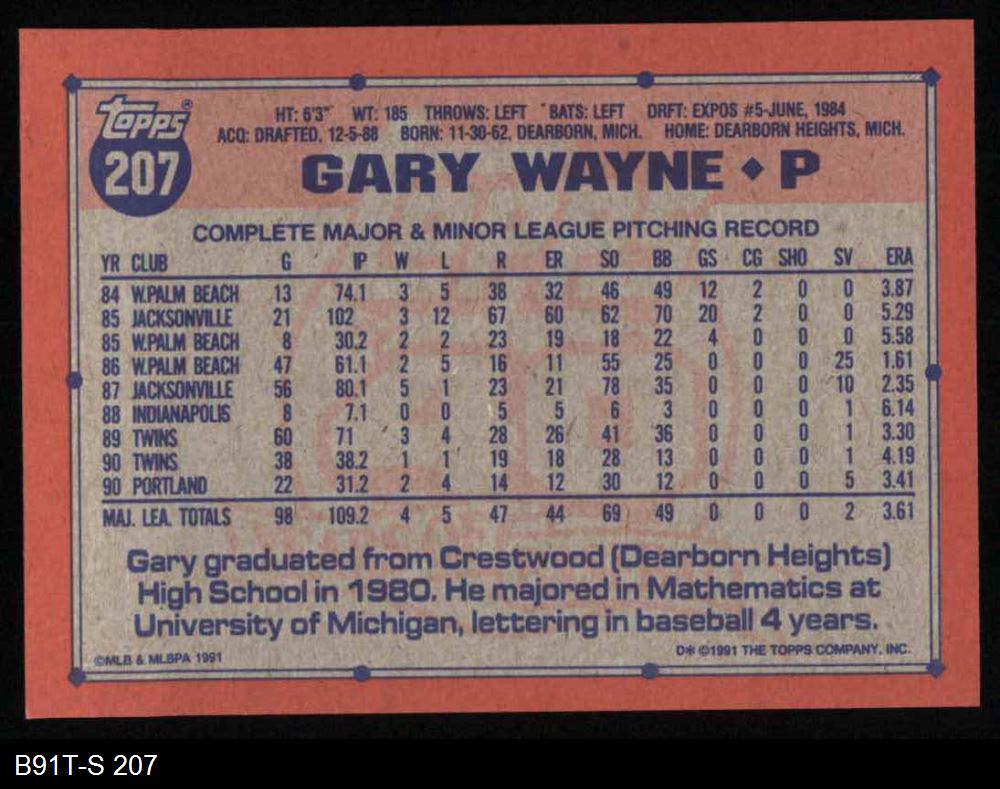 Topps®
207
HT: 6'3" WT: 185 THROWS: LEFT BATS: LEFT DRFT: EXPOS #5-JUNE, 1984
ACQ: DRAFTED, 12-5-88 BORN: 11-30-62, DEARBORN, MICH. HOME: DEARBORN HEIGHTS, MICH.
GARY WAYNE ♦ P
COMPLETE MAJOR & MINOR LEAGUE PITCHING RECORD
YR CLUB G IP W L R ER SO BB GS CG SHO SV ERA
84 W.PALM BEACH 13 74.1 3 5 38 32 46 49 12 2 0 0 3.87
85 JACKSONVILLE 21 102 3 12 67 60 62 70 20 2 0 0 5.29
85 W.PALM BEACH 8 30.2 2 2 23 19 18 22 4 0 0 0 5.58
86 W.PALM BEACH 47 61.1 2 5 16 11 55 25 0 0 0 25 1.61
87 JACKSONVILLE 56 80.1 5 1 23 21 78 35 0 0 0 10 2.35
88 INDIANAPOLIS 8 7.1 0 0 5 5 6 3 0 0 0 1 6.14
89 TWINS 60 71 3 4 28 26 41 36 0 0 0 1 3.30
90 TWINS 38 38.2 1 1 19 18 28 13 0 0 0 1 4.19
90 PORTLAND 22 31.2 2 4 14 12 30 12 0 0 0 5 3.41
MAJ. LEA. TOTALS 98 109.2 4 5 47 44 69 49 0 0 0 2 3.61
Gary graduated from Crestwood (Dearborn Heights)
High School in 1980. He majored in Mathematics at
University of Michigan, lettering in baseball 4 years.
©MLB & MLBPA 1991
D* ©1991 THE TOPPS COMPANY, INC.
B91T-S 207